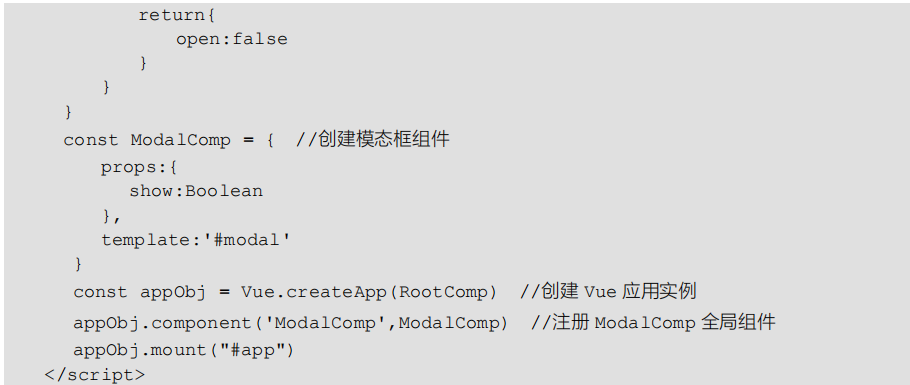 return{
open:false
}
}
}
const ModalComp = { //创建模态框组件
props:{
show:Boolean
},
template:'#modal'
}
const appObj = Vue.createApp(RootComp) //创建 Vue 应用实例
appObj.component('ModalComp',ModalComp) //注册 ModalComp 全局组件
appObj.mount("#app")
</script>